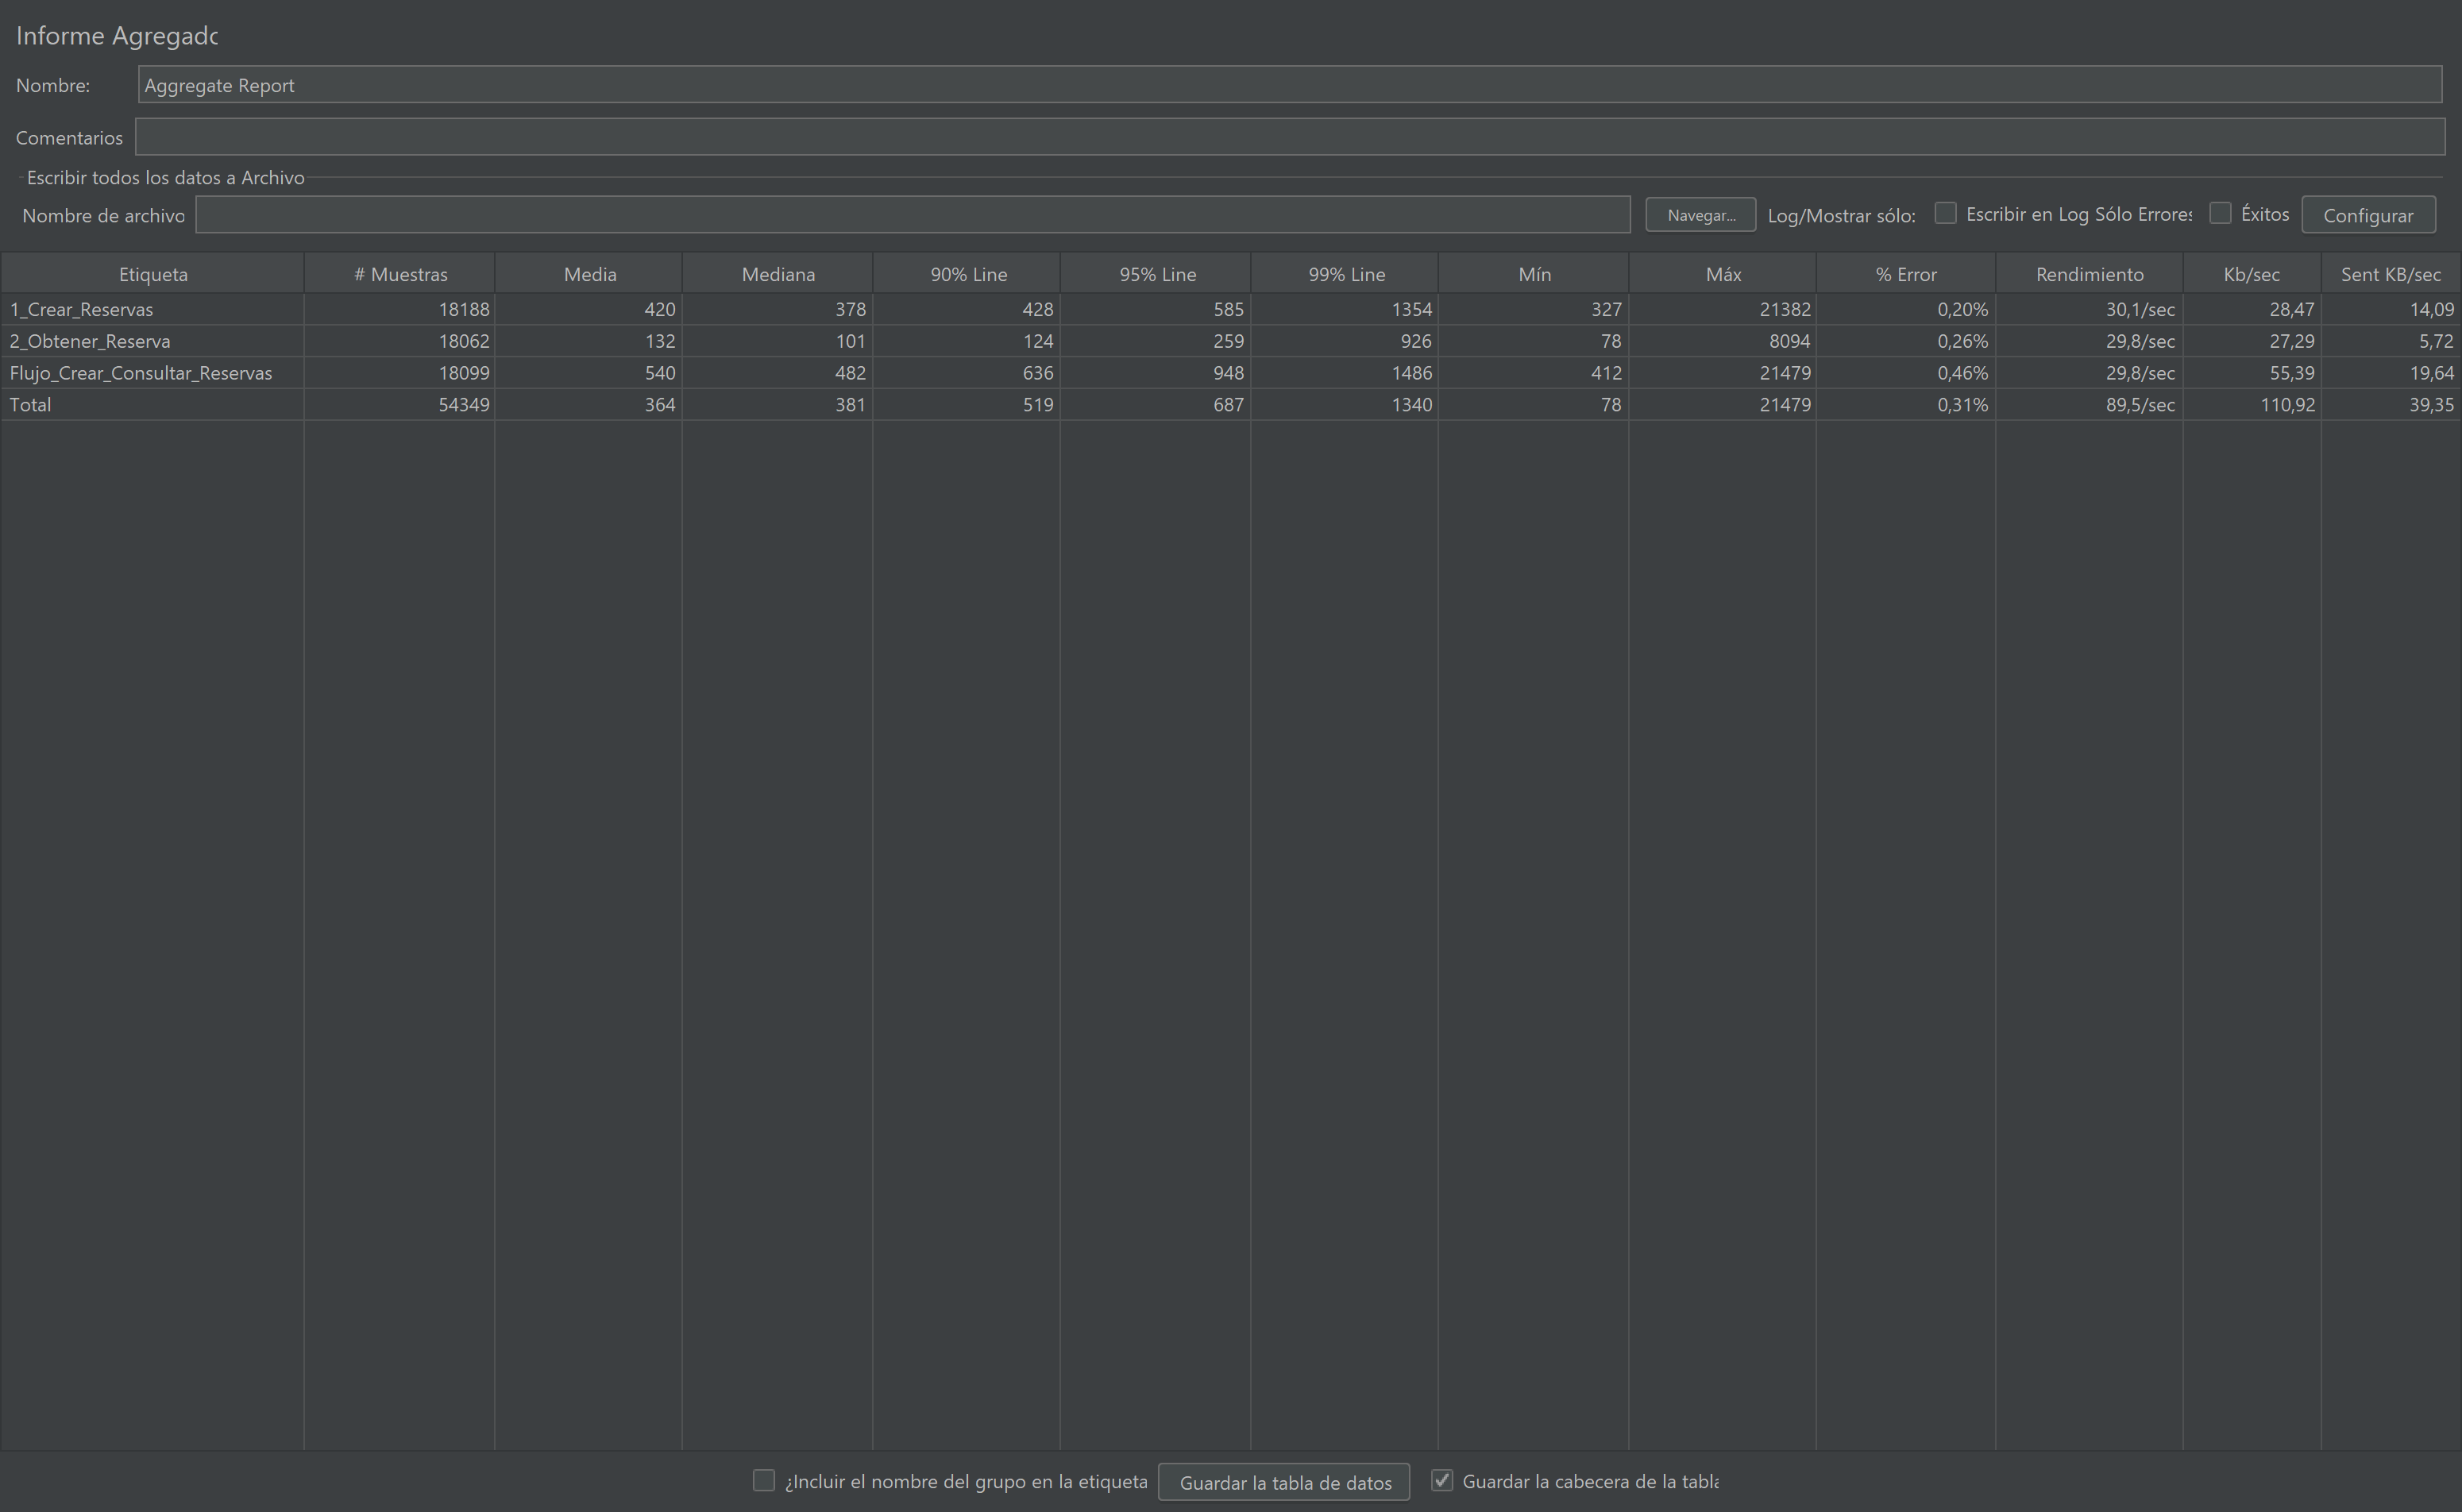 Informe Agregado
Nombre: Aggregate Report
Comentarios
Escribir todos los datos a Archivo
Nombre de archivo Navegar... Log/Mostrar sólo: Escribir en Log Sólo Errores Éxitos Configurar
Etiqueta # Muestras Media Mediana 90% Line 95% Line 99% Line Mín Máx % Error Rendimiento Kb/sec Sent KB/sec
1_Crear_Reservas 18188 420 378 428 585 1354 327 21382 0,20% 30,1/sec 28,47 14,09
2_Obtener_Reserva 18062 132 101 124 259 926 78 8094 0,26% 29,8/sec 27,29 5,72
Flujo_Crear_Consultar_Reservas 18099 540 482 636 948 1486 412 21479 0,46% 29,8/sec 55,39 19,64
Total 54349 364 381 519 687 1340 78 21479 0,31% 89,5/sec 110,92 39,35
¿Incluir el nombre del grupo en la etiqueta Guardar la tabla de datos Guardar la cabecera de la tabla